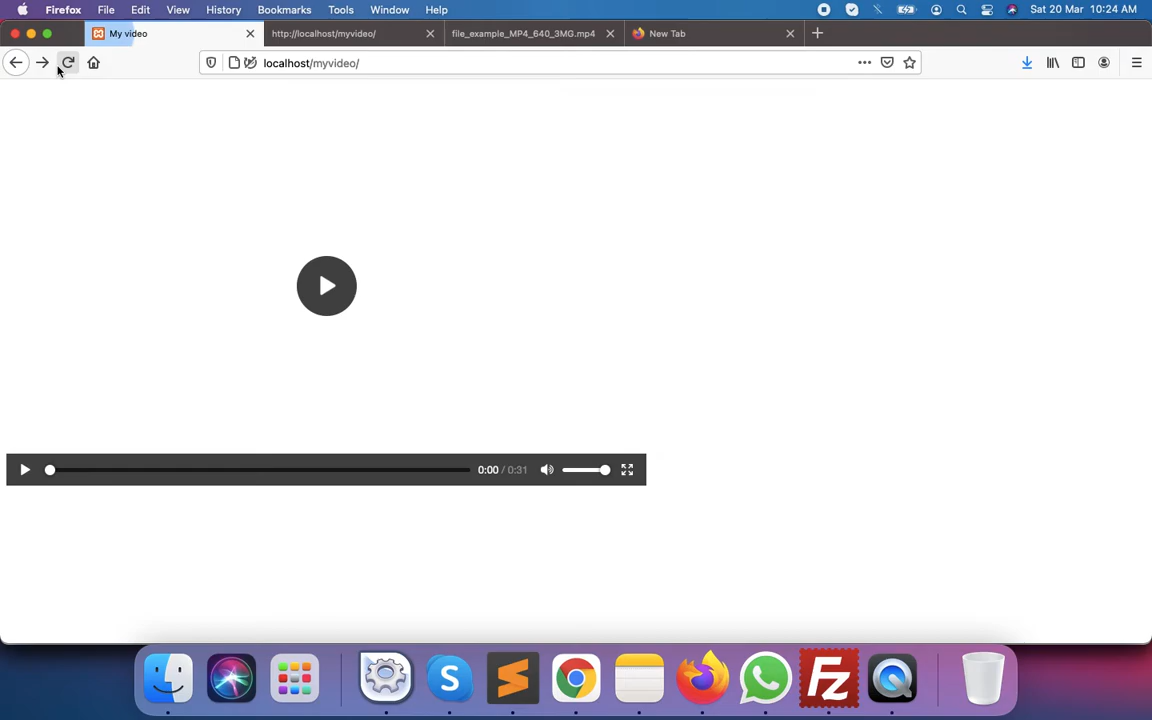 Firefox File Edit View History Bookmarks Tools Window Help Sat 20 Mar 10:24 AM
My video http://localhost/myvideo/ file_example_MP4_640_3MG.mp4 New Tab
localhost/myvideo/
0:00 / 0:31
S Fz